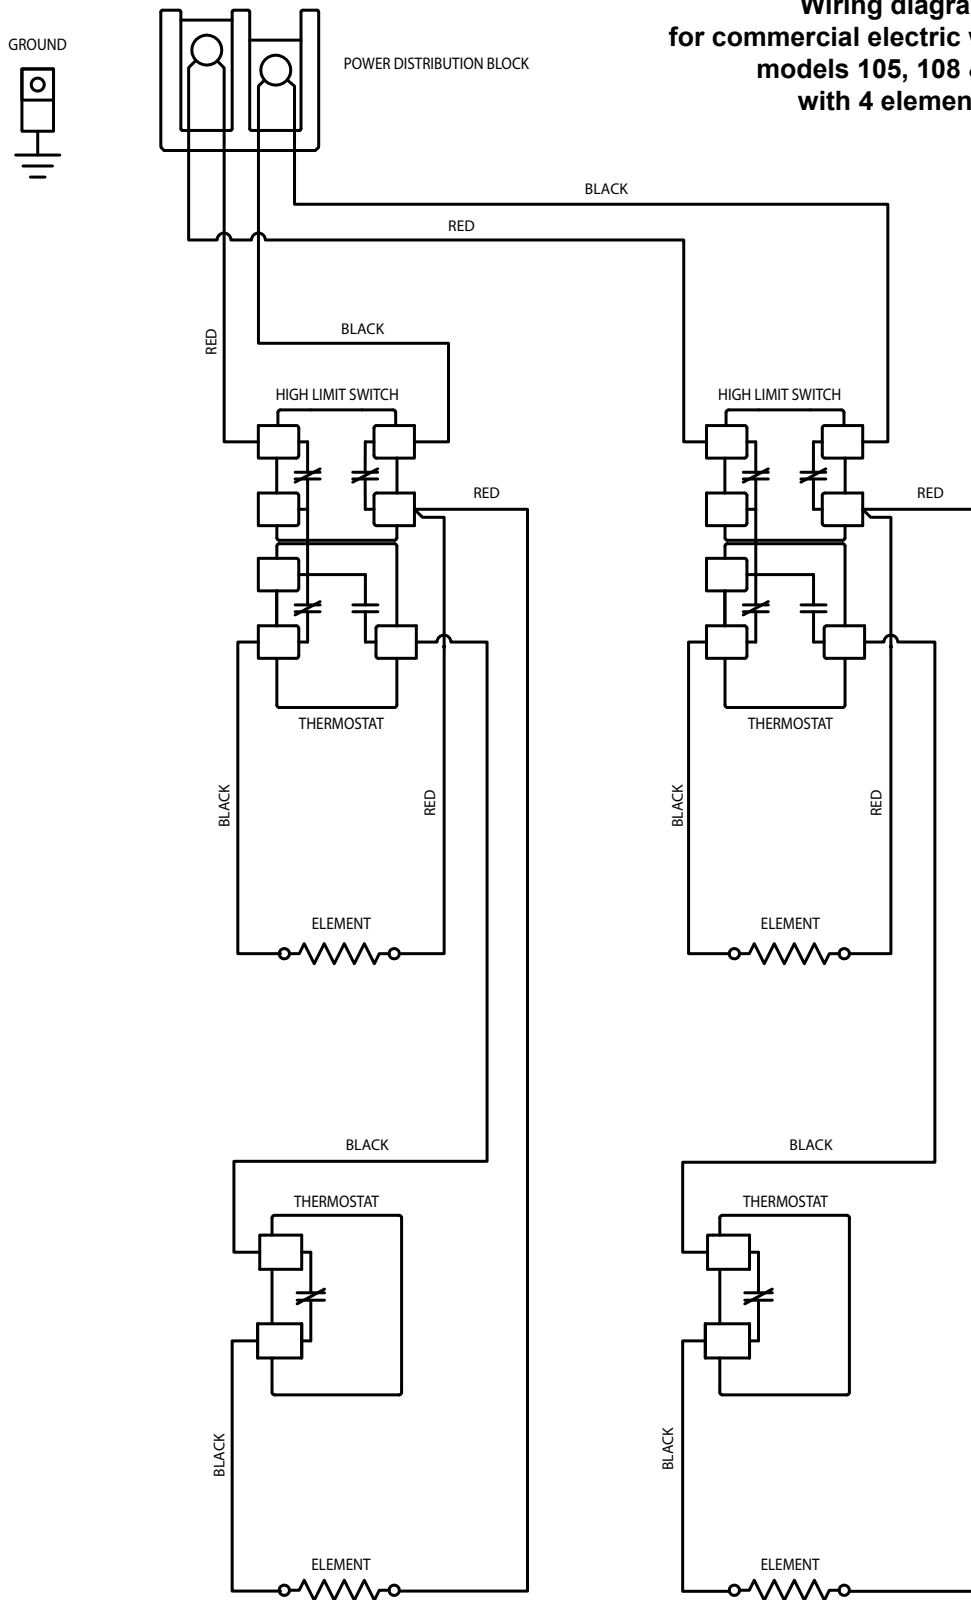 Wiring
for commercial electric
models 105, 108
with 4
GROUND
POWER DISTRIBUTION BLOCK
BLACK
RED
RED
BLACK
HIGH LIMIT SWITCH
HIGH LIMIT SWITCH
RED
RED
THERMOSTAT
THERMOSTAT
BLACK
RED
BLACK
RED
ELEMENT
ELEMENT
BLACK
BLACK
THERMOSTAT
THERMOSTAT
BLACK
BLACK
ELEMENT
ELEMENT